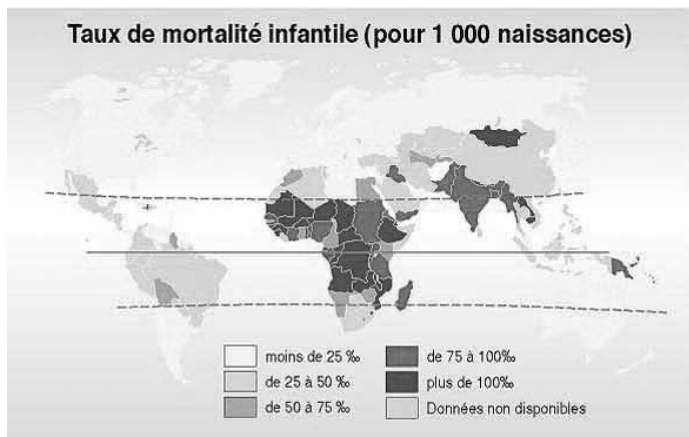 Taux de mortalité infantile (pour 1 000 naissances)
moins de 25 ‰
de 25 à 50 ‰
de 50 à 75 ‰
de 75 à 100‰
plus de 100‰
Données non disponibles